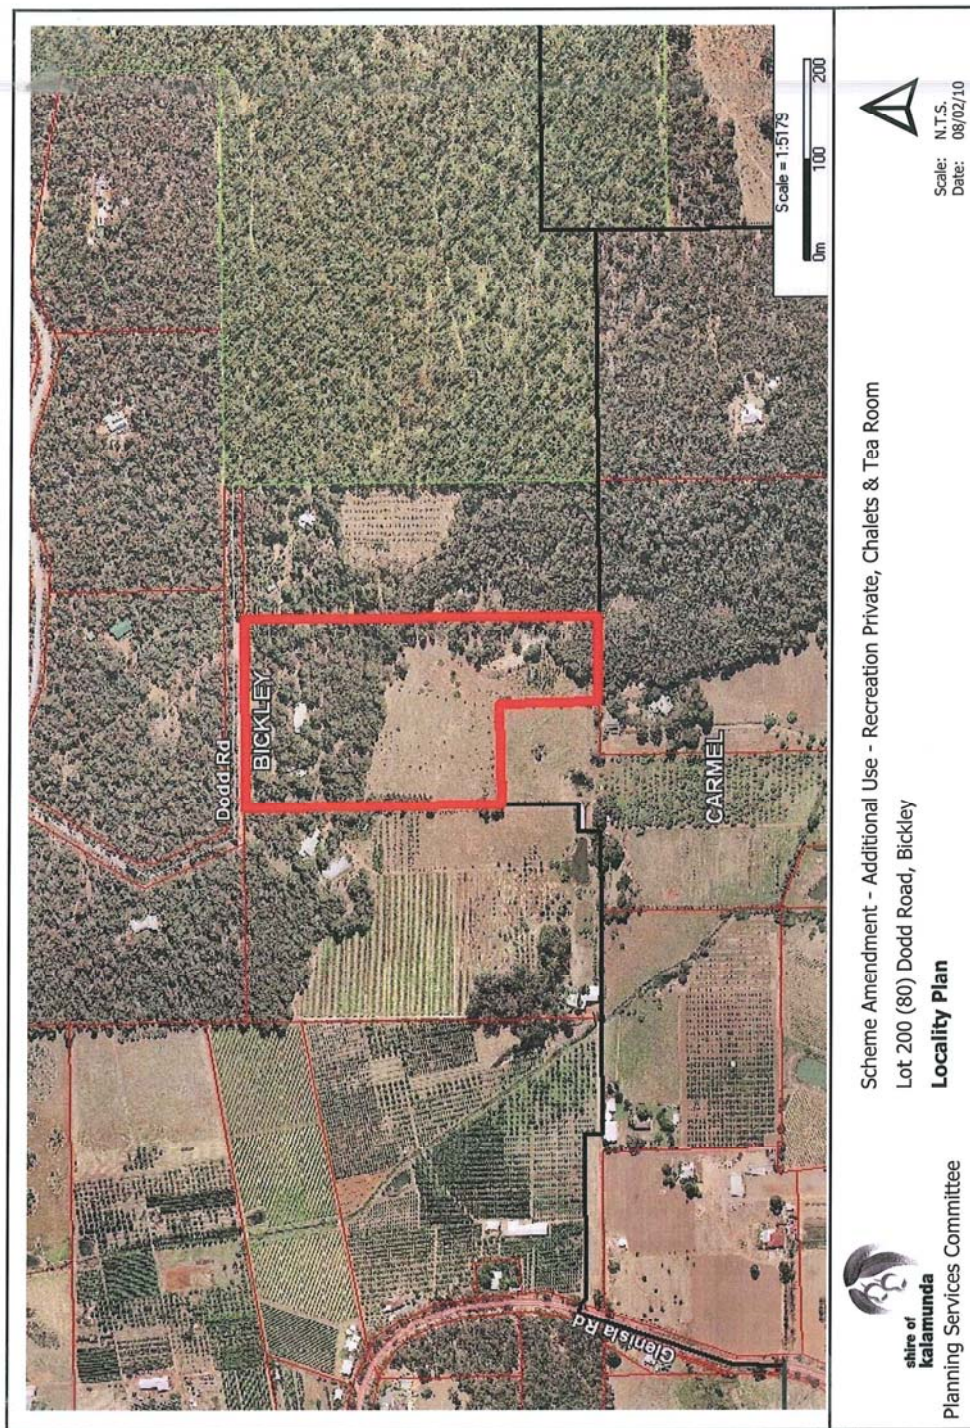 Dodd Rd
BICKLEY
CARMEL
Glenisla Rd
Scale = 1:5179
0m 100 200
shire of
kalamunda
Planning Services Committee
Scheme Amendment - Additional Use - Recreation Private, Chalets & Tea Room
Lot 200 (80) Dodd Road, Bickley
Locality Plan
Scale: N.T.S.
Date: 08/02/10